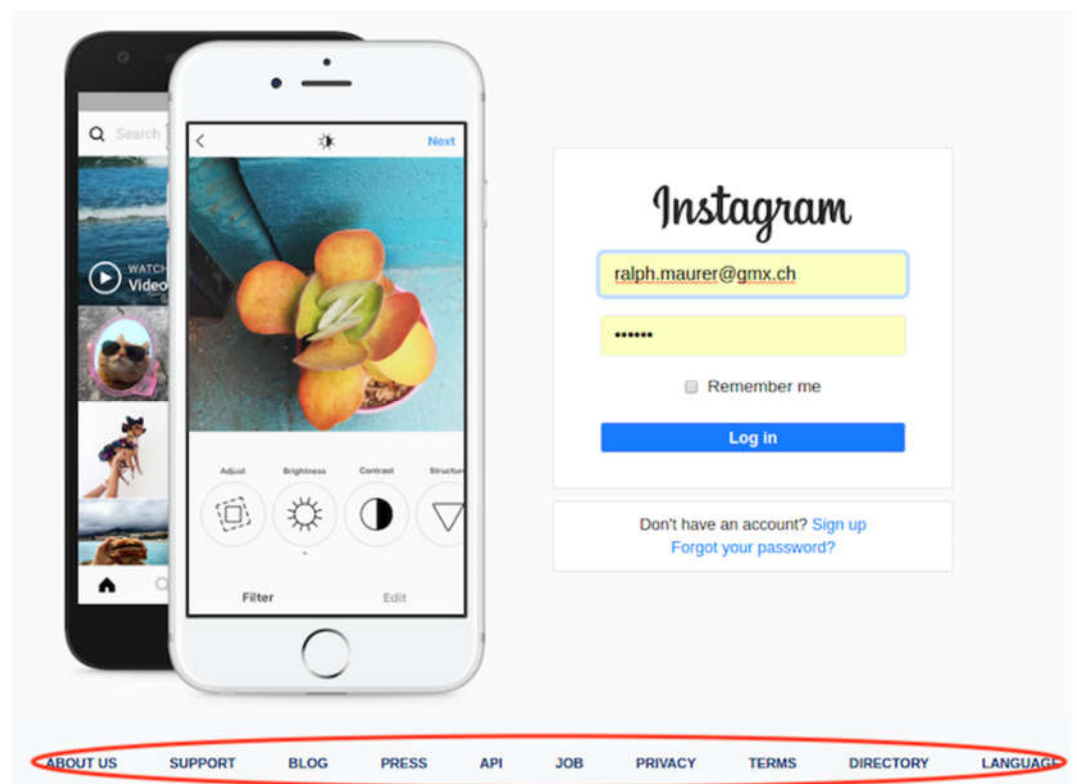 Search
WATCH
Video
Next
Adjust
Brightness
Contrast
Structure
Filter
Edit
Instagram
ralph.maurer@gmx.ch
••••••
Remember me
Log in
Don't have an account? Sign up
Forgot your password?
ABOUT US SUPPORT BLOG PRESS API JOB PRIVACY TERMS DIRECTORY LANGUAGE